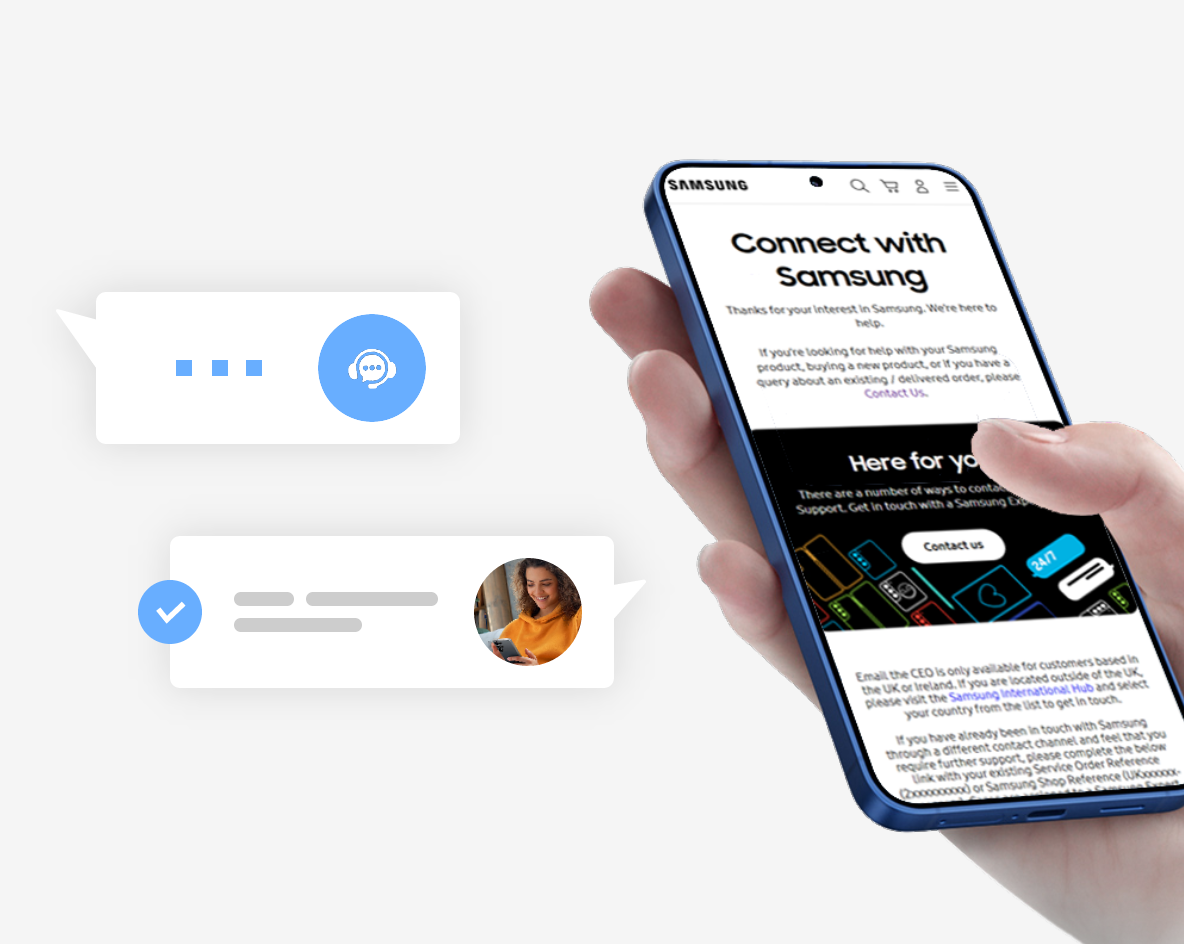 SAMSUNG
Connect with
Samsung
Thanks for your interest in Samsung. We're here to
help.
If you're looking for help with your Samsung
product, buying a new product, or if you have a
query about an existing / delivered order, please
Contact Us.
Here for yo
There are a number of ways to contac
Support. Get in touch with a Samsung Exp
Contact us
24/7
Email the CEO is only available for customers based in
the UK or Ireland. If you are located outside of the UK,
please visit the Samsung International Hub and select
your country from the list to get in touch.
If you have already been in touch with Samsung
through a different contact channel and feel that you
require further support, please complete the below
link with your existing Service Order Reference
(2xxxxxxxxx) or Samsung Shop Reference (UKxxxxxx-